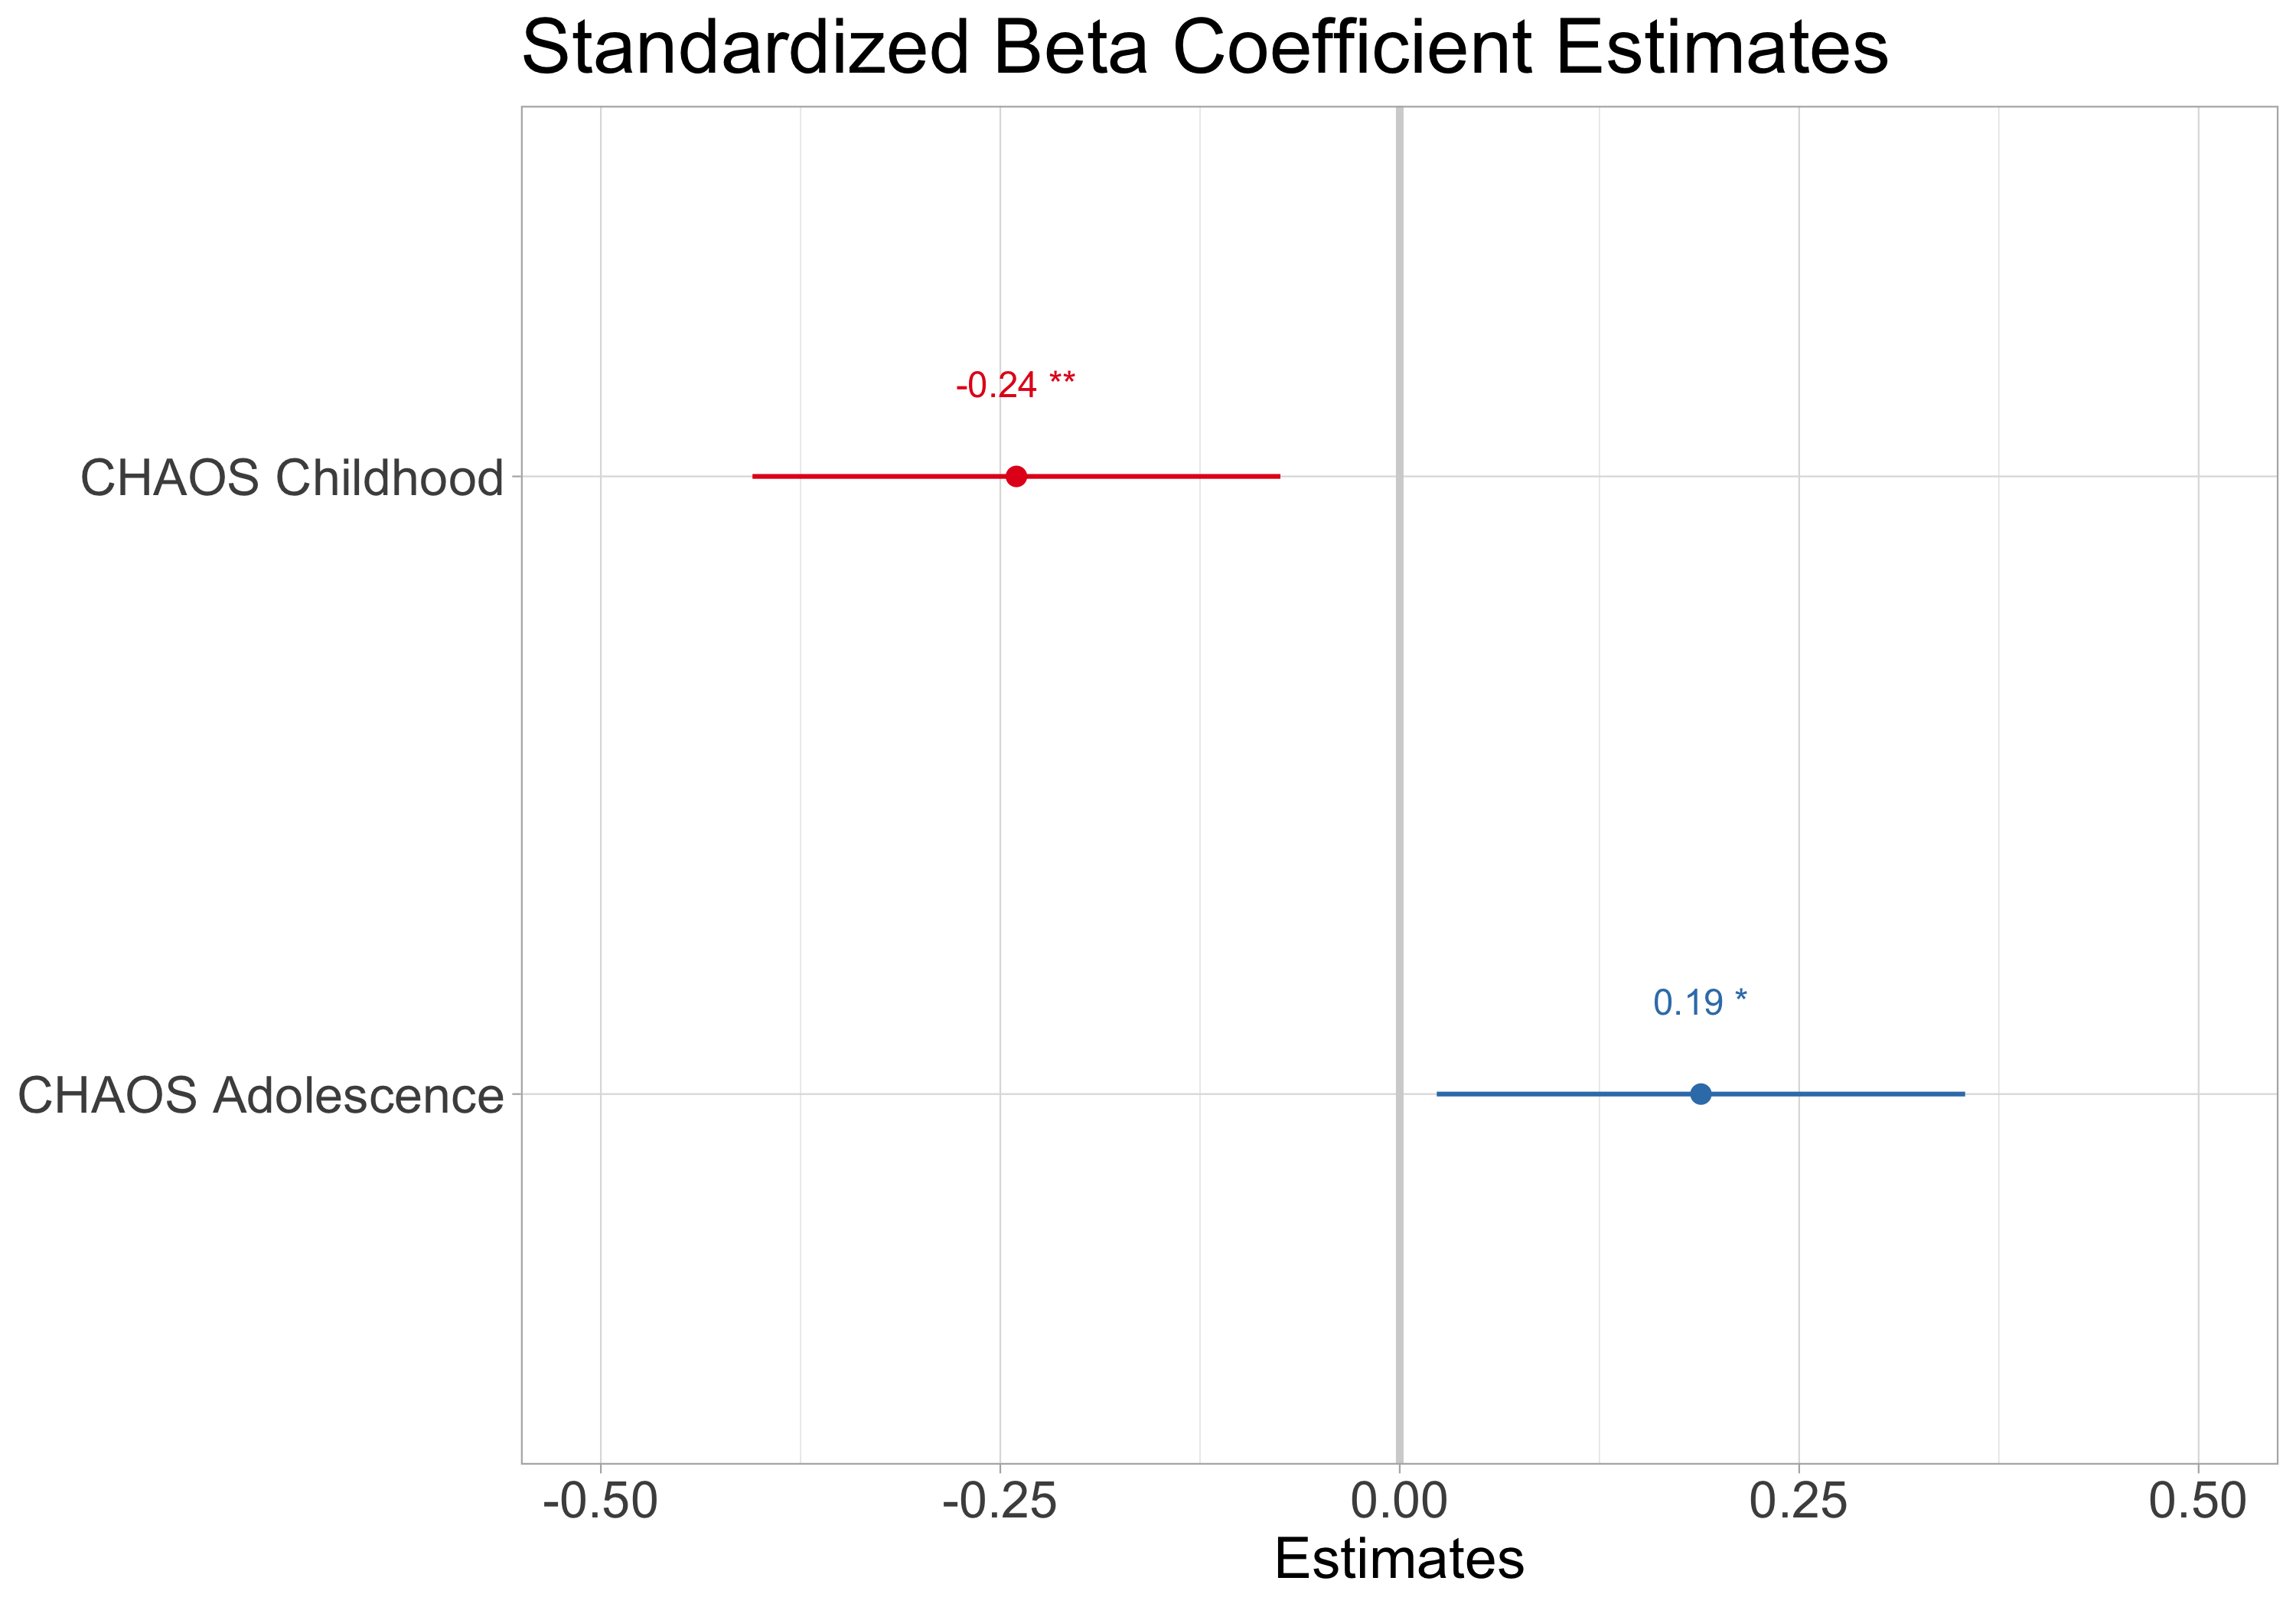 Standardized Beta Coefficient Estimates
-0.24 **
CHAOS Childhood
0.19 *
CHAOS Adolescence
-0.50 -0.25 0.00 0.25 0.50
Estimates